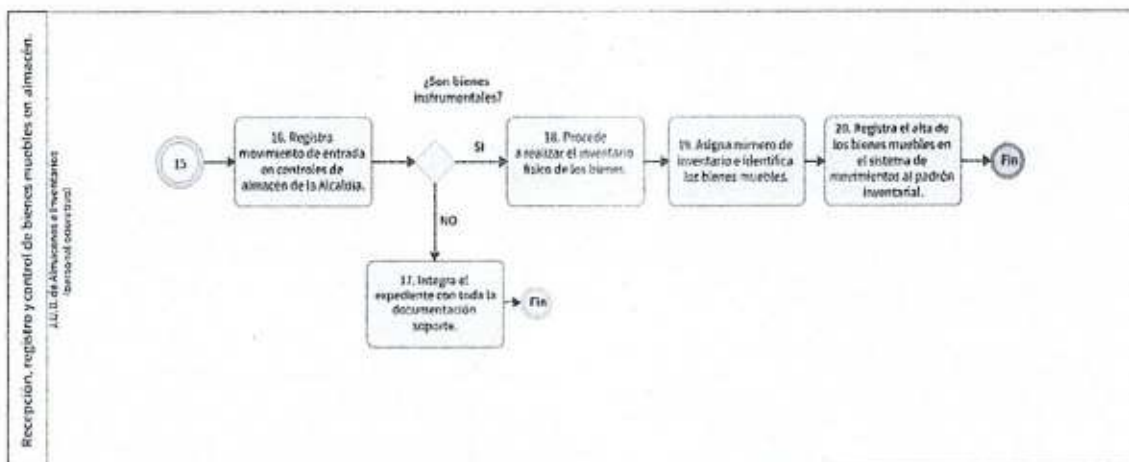 Recepción, registro y control de bienes muebles en almacén.
J.U.D. de Almacenes e Inventarios
(personal operativo)
15
16. Registra
movimiento de entrada
en controles de
almacén de la Alcaldía.
¿Son bienes
instrumentales?
SI
NO
17. Integra el
expediente con toda la
documentación
soporte.
Fin
18. Procede
a realizar el inventario
físico de los bienes.
19. Asigna número de
inventario e identifica
los bienes muebles.
20. Registra el alta de
los bienes muebles en
el sistema de
movimientos al padrón
inventarial.
Fin